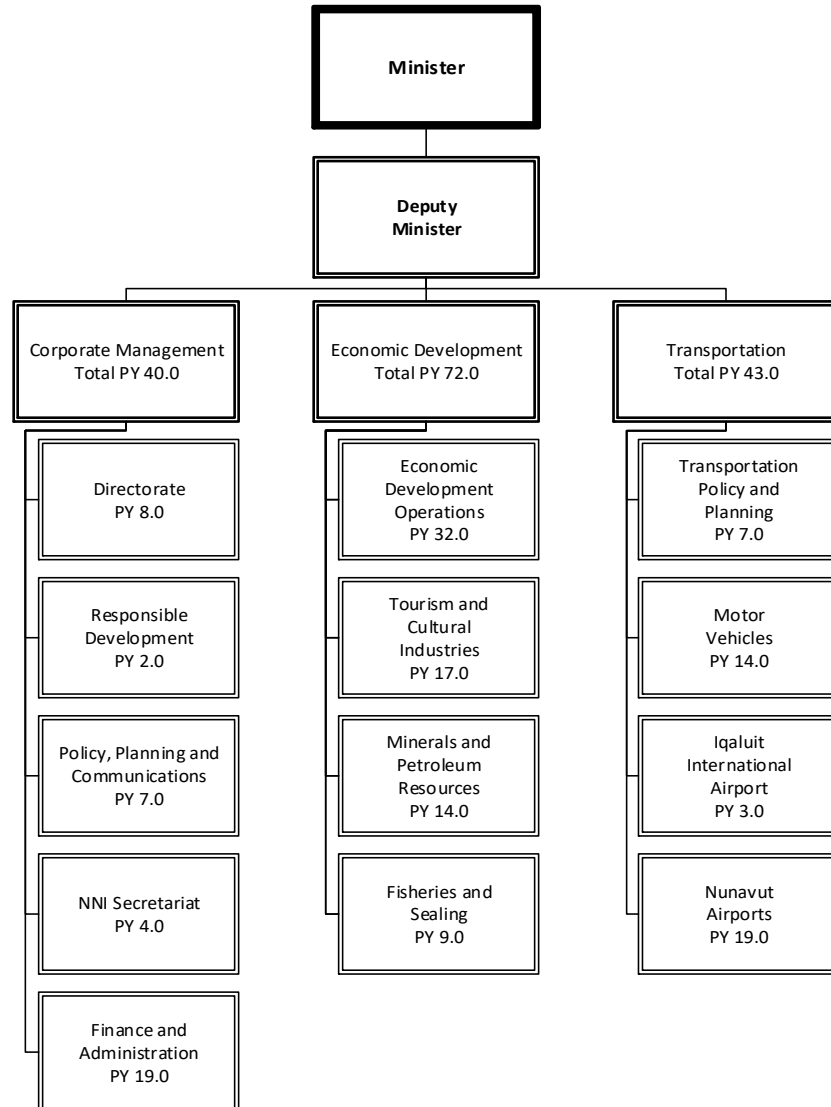 Minister
Deputy
Minister
Corporate Management
Total PY 40.0
Economic Development
Total PY 72.0
Transportation
Total PY 43.0
Directorate
PY 8.0
Economic
Development
Operations
PY 32.0
Transportation
Policy and
Planning
PY 7.0
Responsible
Development
PY 2.0
Tourism and
Cultural
Industries
PY 17.0
Motor
Vehicles
PY 14.0
Policy, Planning and
Communications
PY 7.0
Minerals and
Petroleum
Resources
PY 14.0
Iqaluit
International
Airport
PY 3.0
NNI Secretariat
PY 4.0
Fisheries and
Sealing
PY 9.0
Nunavut
Airports
PY 19.0
Finance and
Administration
PY 19.0